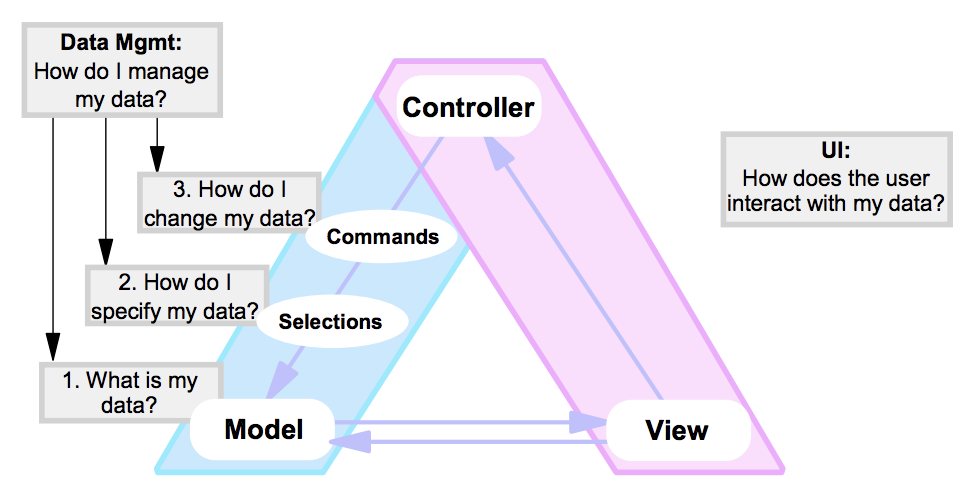 Data Mgmt:
How do I manage
my data?
Controller
UI:
How does the user
interact with my data?
3. How do I
change my data?
Commands
2. How do I
specify my data?
Selections
1. What is my
data?
Model
View